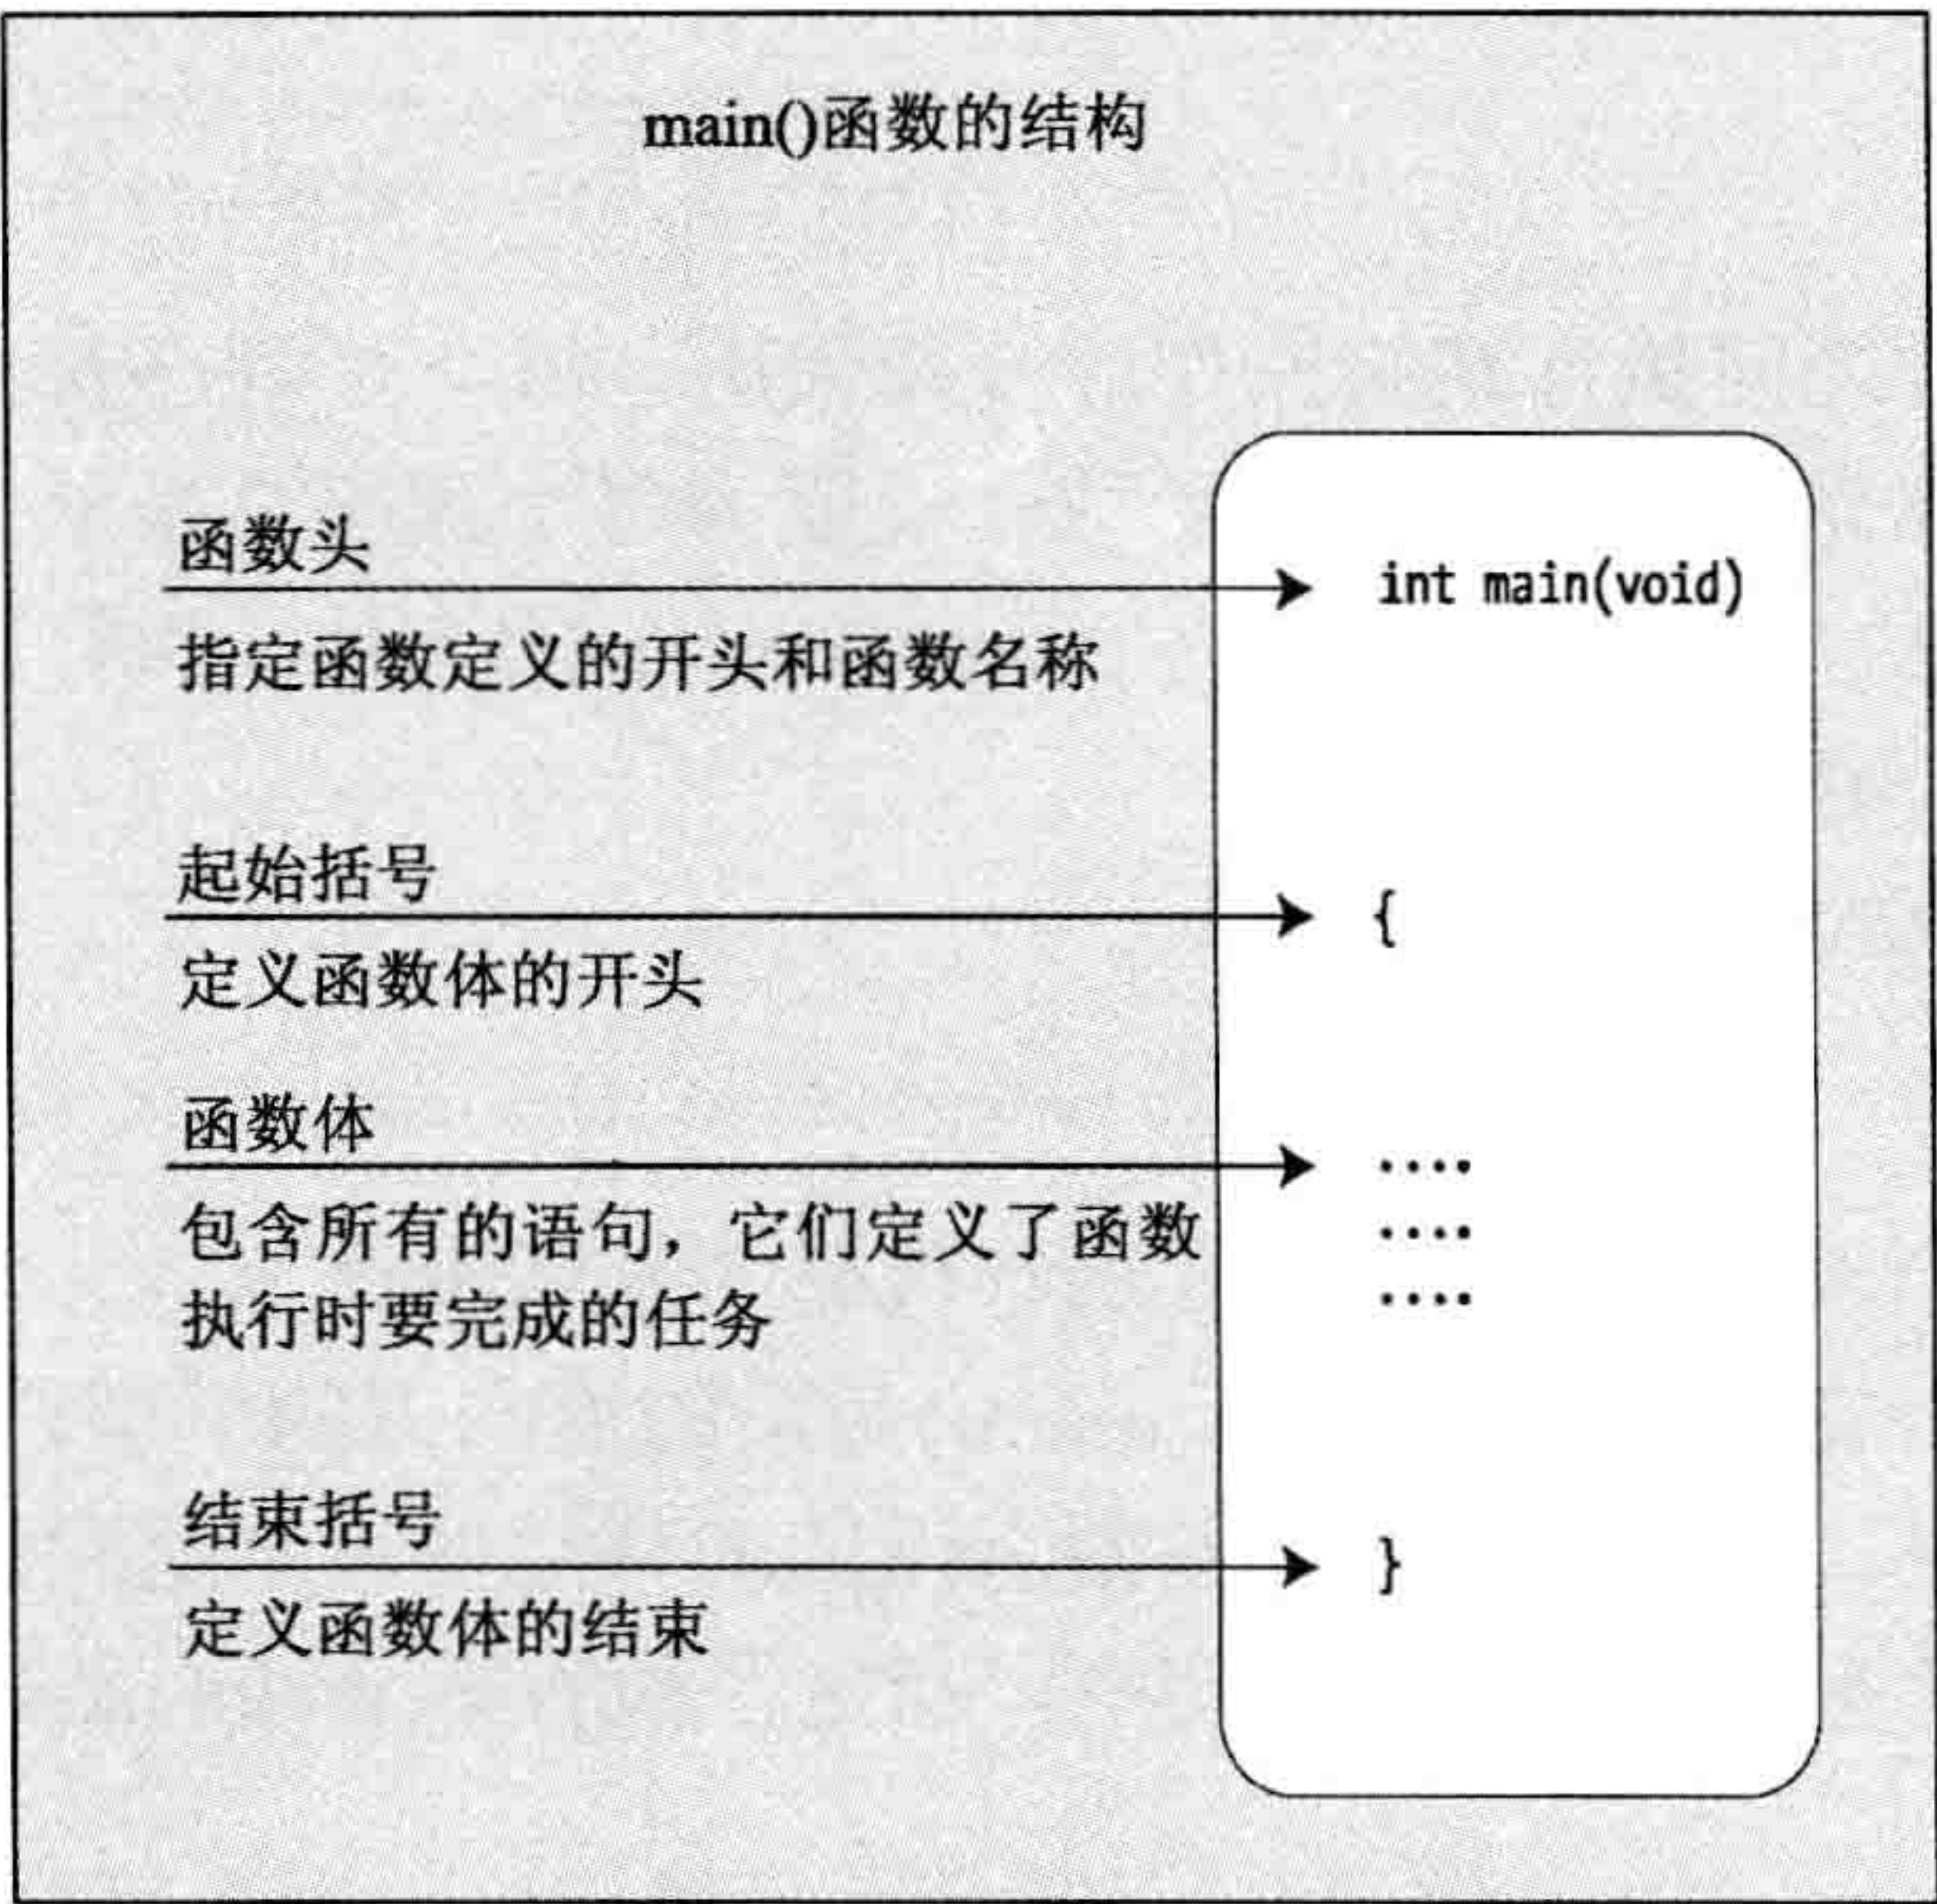 main()函数的结构
函数头
int main(void)
指定函数定义的开头和函数名称
起始括号
{
定义函数体的开头
函数体
....
包含所有的语句，它们定义了函数
....
执行时要完成的任务
....
结束括号
}
定义函数体的结束